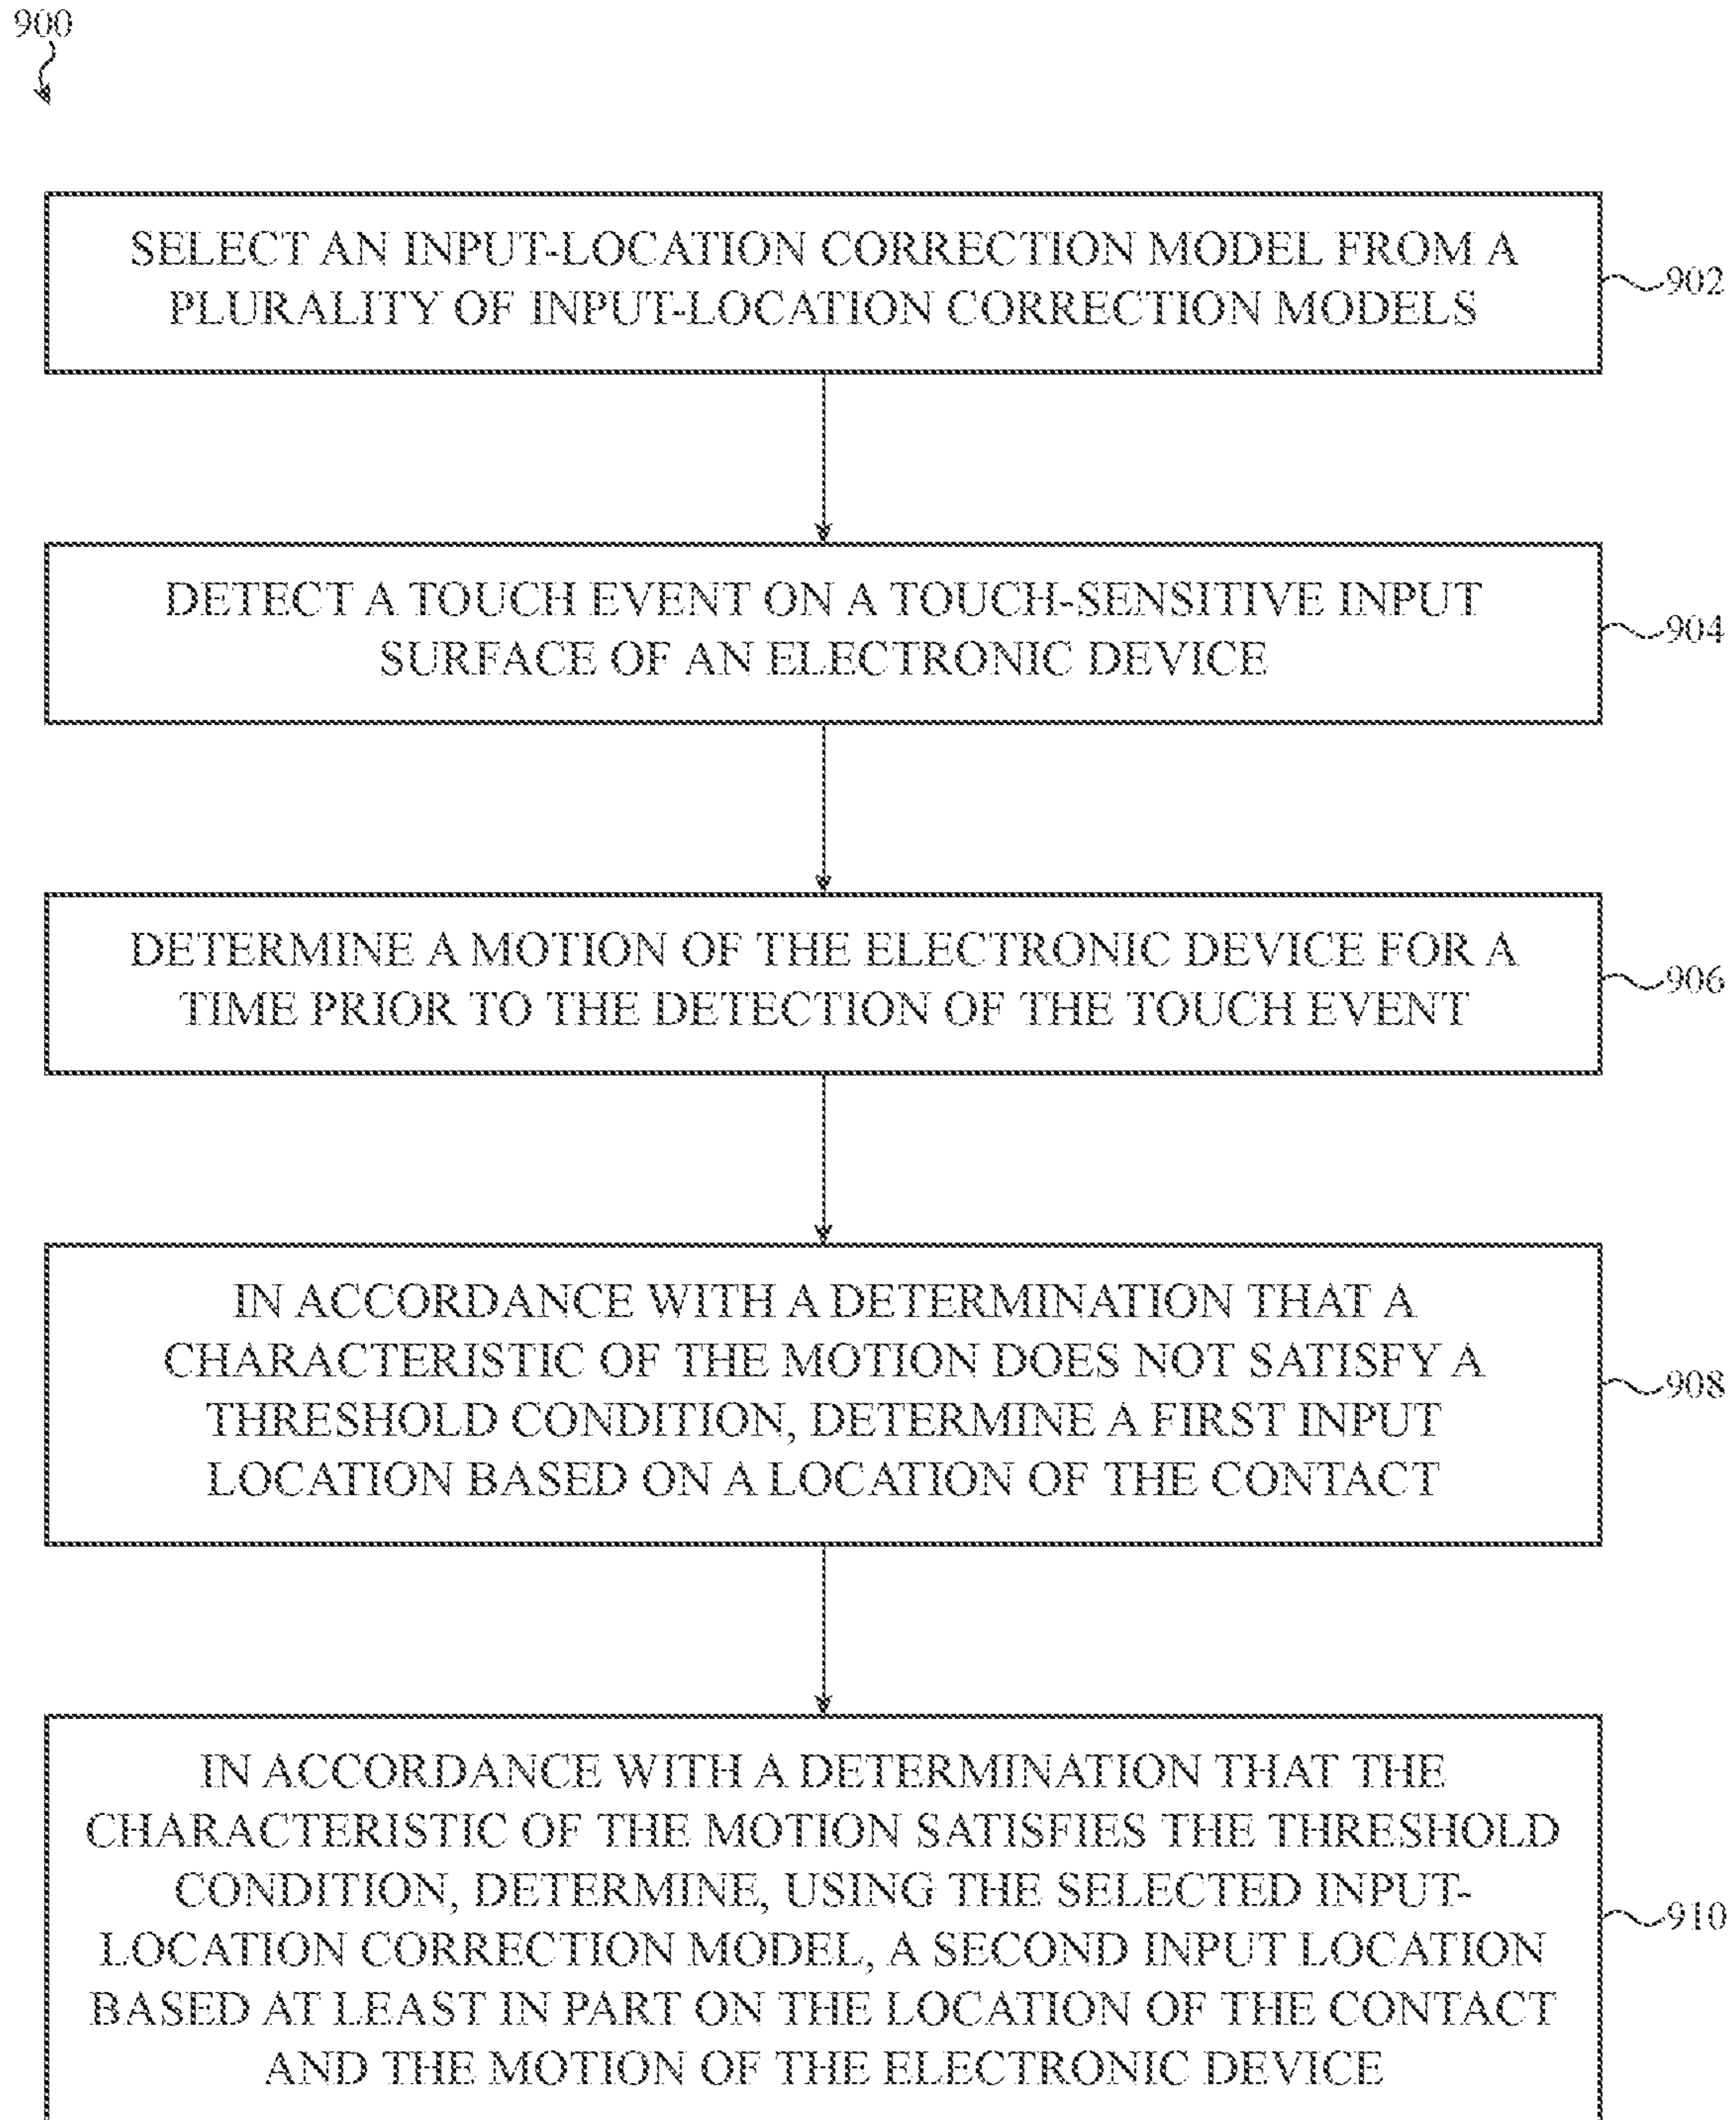 900
SELECT AN INPUT-LOCATION CORRECTION MODEL FROM A
PLURALITY OF INPUT-LOCATION CORRECTION MODELS
902
DETECT A TOUCH EVENT ON A TOUCH-SENSITIVE INPUT
SURFACE OF AN ELECTRONIC DEVICE
904
DETERMINE A MOTION OF THE ELECTRONIC DEVICE FOR A
TIME PRIOR TO THE DETECTION OF THE TOUCH EVENT
906
IN ACCORDANCE WITH A DETERMINATION THAT A
CHARACTERISTIC OF THE MOTION DOES NOT SATISFY A
THRESHOLD CONDITION, DETERMINE A FIRST INPUT
LOCATION BASED ON A LOCATION OF THE CONTACT
908
IN ACCORDANCE WITH A DETERMINATION THAT THE
CHARACTERISTIC OF THE MOTION SATISFIES THE THRESHOLD
CONDITION, DETERMINE, USING THE SELECTED INPUT-
LOCATION CORRECTION MODEL, A SECOND INPUT LOCATION
BASED AT LEAST IN PART ON THE LOCATION OF THE CONTACT
AND THE MOTION OF THE ELECTRONIC DEVICE
910